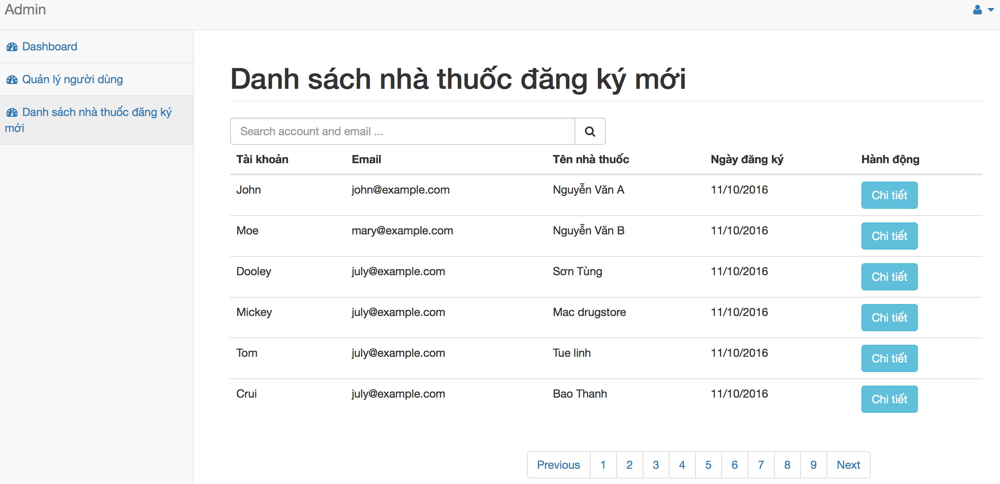 Admin
Dashboard
Quản lý người dùng
Danh sách nhà thuốc đăng ký
mới
Danh sách nhà thuốc đăng ký mới
Search account and email ...
Tài khoản Email Tên nhà thuốc Ngày đăng ký Hành động
John john@example.com Nguyễn Văn A 11/10/2016 Chi tiết
Moe mary@example.com Nguyễn Văn B 11/10/2016 Chi tiết
Dooley july@example.com Sơn Tùng 11/10/2016 Chi tiết
Mickey july@example.com Mac drugstore 11/10/2016 Chi tiết
Tom july@example.com Tue linh 11/10/2016 Chi tiết
Crui july@example.com Bao Thanh 11/10/2016 Chi tiết
Previous 1 2 3 4 5 6 7 8 9 Next